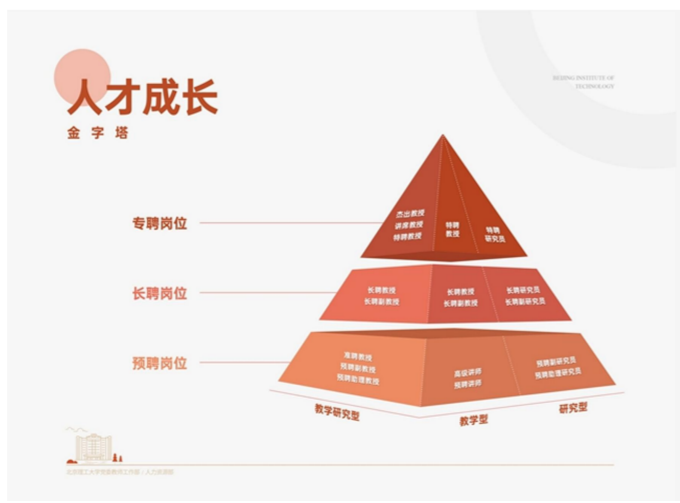 人才成长
金字塔
BEIJING INSTITUTE OF
TECHNOLOGY
专聘岗位
杰出教授
讲席教授
特聘教授
特聘
教授
特聘
研究员
长聘岗位
长聘教授
长聘副教授
长聘教授
长聘副教授
长聘研究员
长聘副研究员
预聘岗位
准聘教授
预聘副教授
预聘助理教授
高级讲师
预聘讲师
预聘副研究员
预聘助理研究员
教学研究型
教学型
研究型